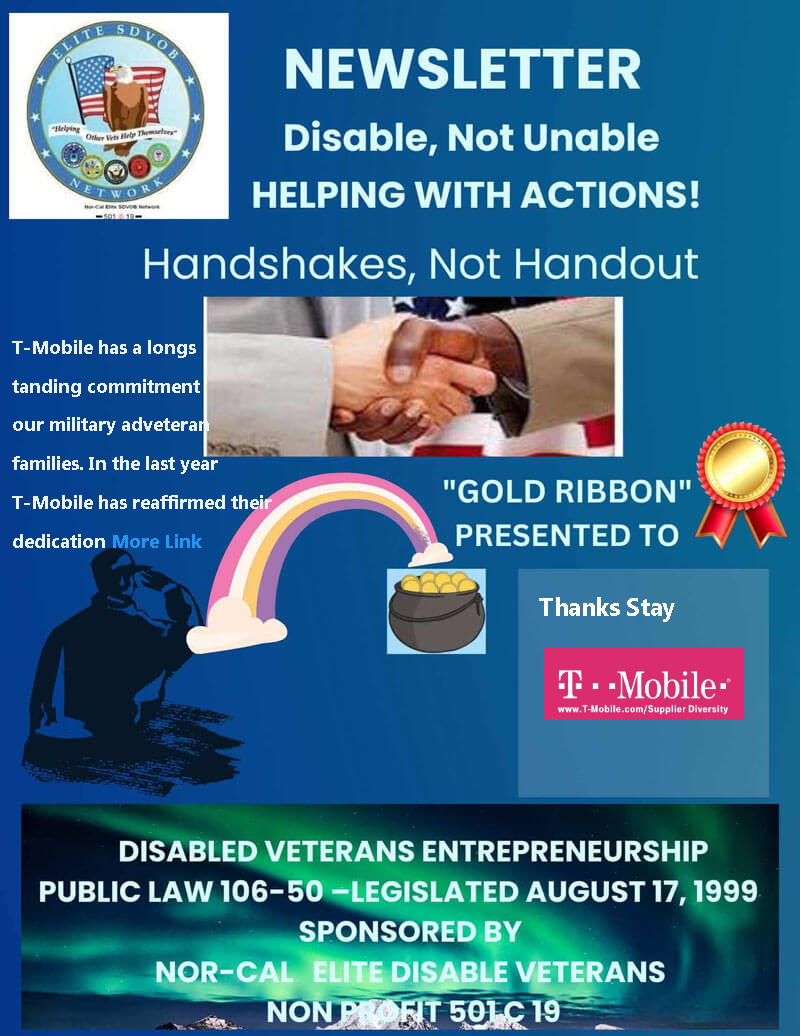 ELITE SDVOB
"Helping Other Vets Help Themselves"
NETWORK
Nor-Cal Elite SDVOB Network
501 C 19
NEWSLETTER
Disable, Not Unable
HELPING WITH ACTIONS!
Handshakes, Not Handout
T-Mobile has a longs
tanding commitment
our military adveteran
families. In the last year
T-Mobile has reaffirmed their
dedication More Link
"GOLD RIBBON"
PRESENTED TO
Thanks Stay
T··Mobile·®
www.T-Mobile.com/Supplier Diversity
DISABLED VETERANS ENTREPRENEURSHIP
PUBLIC LAW 106-50 –LEGISLATED AUGUST 17, 1999
SPONSORED BY
NOR-CAL ELITE DISABLE VETERANS
NON PROFIT 501 C 19